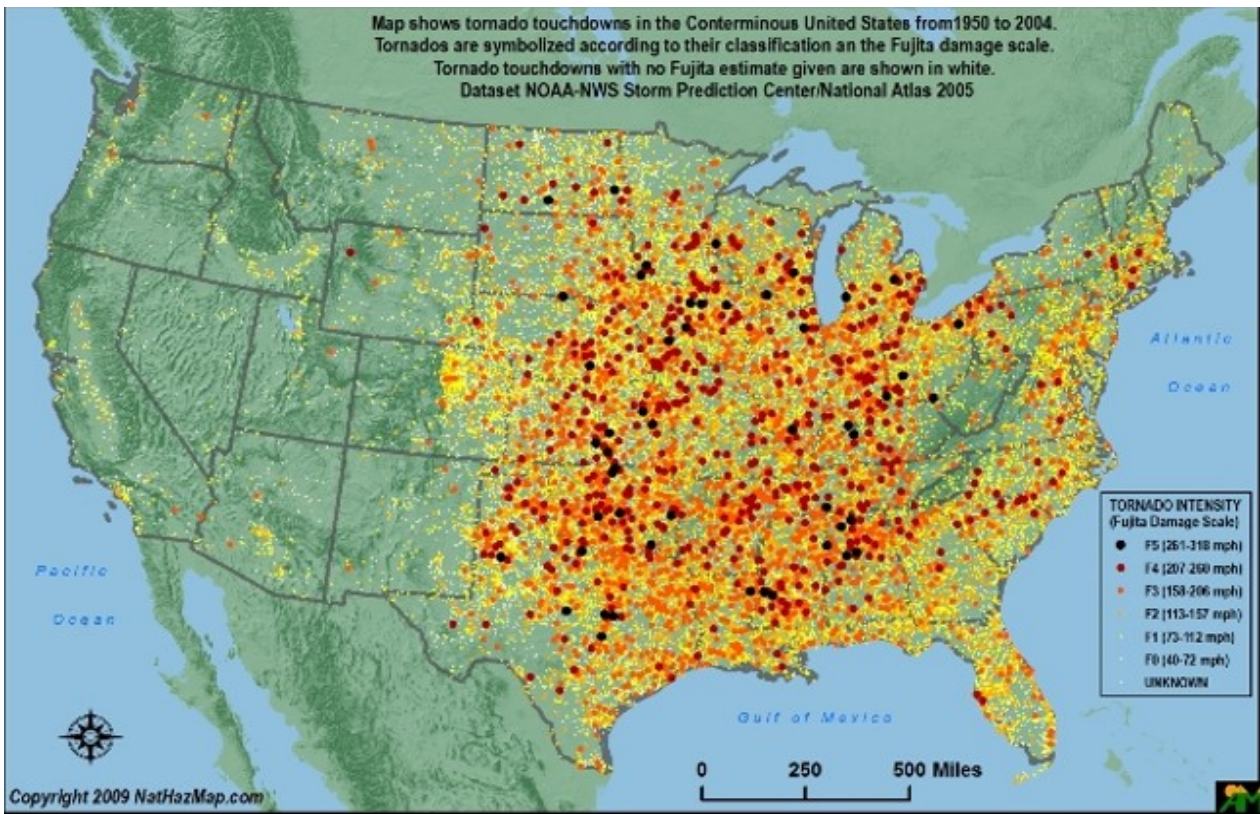 Map shows tornado touchdowns in the Conterminous United States from1950 to 2004.
Tornados are symbolized according to their classification an the Fujita damage scale.
Tornado touchdowns with no Fujita estimate given are shown in white.
Dataset NOAA-NWS Storm Prediction Center/National Atlas 2005
Atlantic
Ocean
TORNADO INTENSITY
(Fujita Damage Scale)
F5 (261-318 mph)
F4 (207-260 mph)
F3 (158-206 mph)
F2 (113-157 mph)
F1 (73-112 mph)
F0 (40-72 mph)
UNKNOWN
Pacific
Ocean
Gulf of Mexico
0 250 500 Miles
Copyright 2009 NatHazMap.com